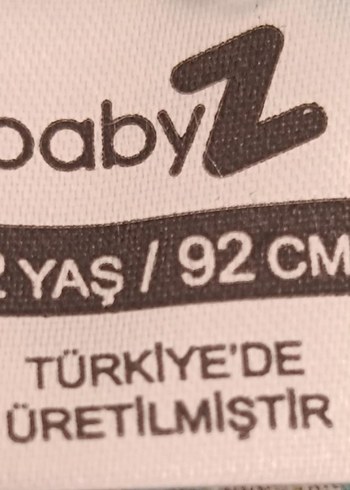 babyZ
2 YAŞ / 92 CM
TÜRKİYE'DE
ÜRETİLMİŞTİR